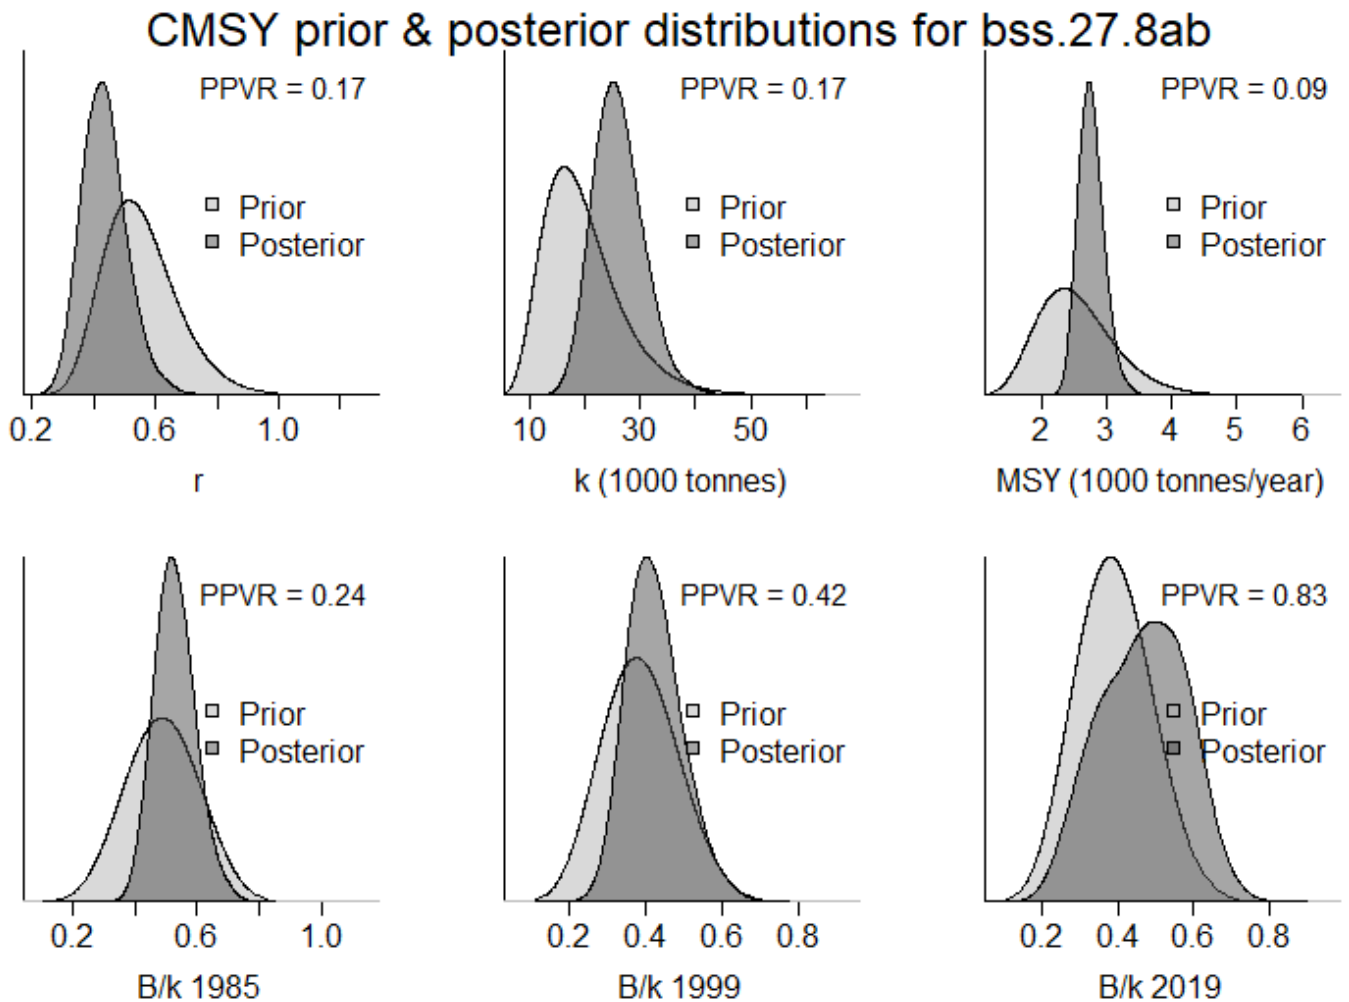 CMSY prior & posterior distributions for bss.27.8ab
PPVR = 0.17
Prior
Posterior
0.2 0.6 1.0
r
PPVR = 0.17
Prior
Posterior
10 30 50
k (1000 tonnes)
PPVR = 0.09
Prior
Posterior
2 3 4 5 6
MSY (1000 tonnes/year)
PPVR = 0.24
Prior
Posterior
0.2 0.6 1.0
B/k 1985
PPVR = 0.42
Prior
Posterior
0.2 0.4 0.6 0.8
B/k 1999
PPVR = 0.83
Prior
Posterior
0.2 0.4 0.6 0.8
B/k 2019